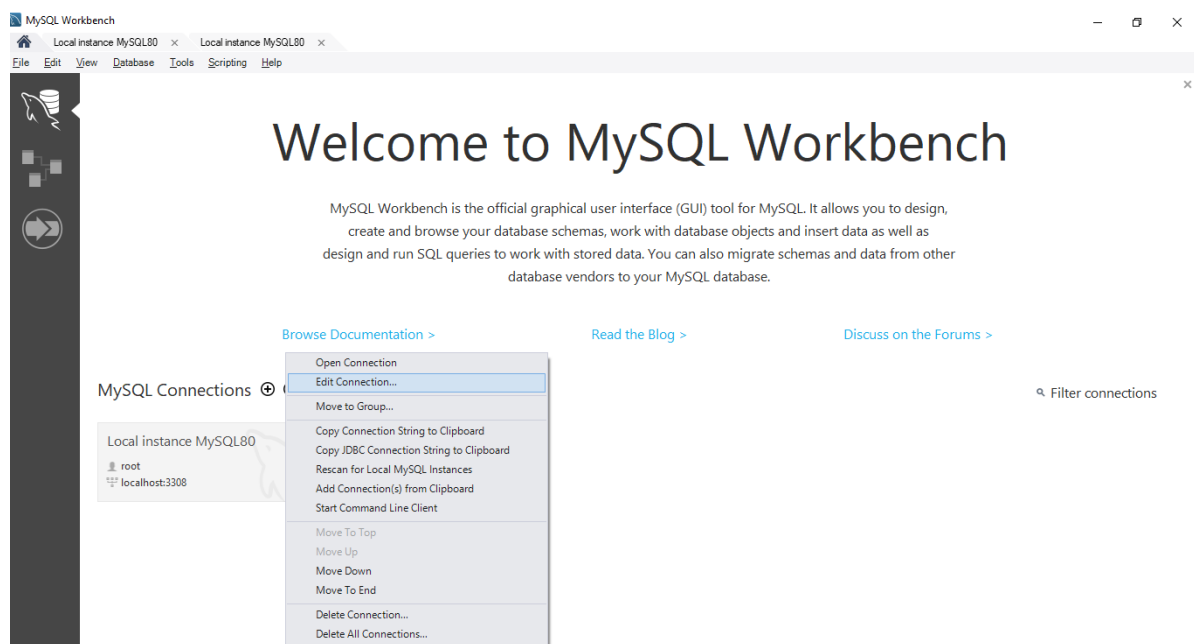 MySQL Workbench
Local instance MySQL80 × Local instance MySQL80 ×
File Edit View Database Tools Scripting Help
Welcome to MySQL Workbench
MySQL Workbench is the official graphical user interface (GUI) tool for MySQL. It allows you to design,
create and browse your database schemas, work with database objects and insert data as well as
design and run SQL queries to work with stored data. You can also migrate schemas and data from other
database vendors to your MySQL database.
Browse Documentation > Read the Blog > Discuss on the Forums >
MySQL Connections
Filter connections
Local instance MySQL80
root
localhost:3308
Open Connection
Edit Connection...
Move to Group...
Copy Connection String to Clipboard
Copy JDBC Connection String to Clipboard
Rescan for Local MySQL Instances
Add Connection(s) from Clipboard
Start Command Line Client
Move To Top
Move Up
Move Down
Move To End
Delete Connection...
Delete All Connections...